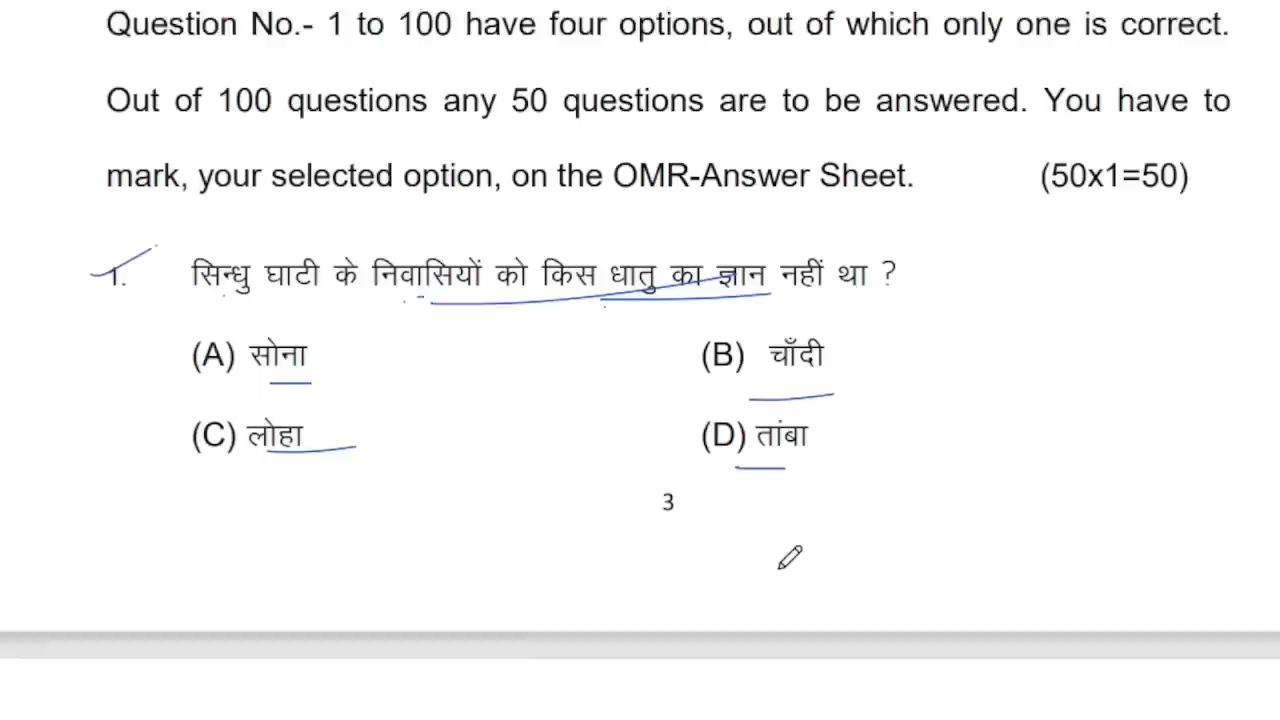 Question No.- 1 to 100 have four options, out of which only one is correct.
Out of 100 questions any 50 questions are to be answered. You have to
mark, your selected option, on the OMR-Answer Sheet. (50x1=50)
1. सिन्धु घाटी के निवासियों को किस धातु का ज्ञान नहीं था ?
(A) सोना (B) चाँदी
(C) लोहा (D) तांबा
3